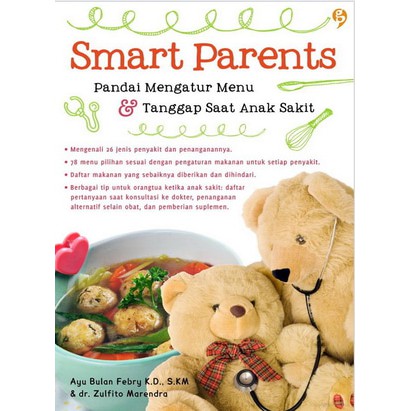 Smart Parents
Pandai Mengatur Menu
& Tanggap Saat Anak Sakit
• Mengenali 26 jenis penyakit dan penanganannya.
• 78 menu pilihan sesuai dengan pengaturan makanan untuk setiap penyakit.
• Daftar makanan yang sebaiknya diberikan dan dihindari.
• Berbagai tip untuk orangtua ketika anak sakit: daftar
pertanyaan saat konsultasi ke dokter, penanganan
alternatif selain obat, dan pemberian suplemen.
Ayu Bulan Febry K.D., S.KM
& dr. Zulfito Marendra